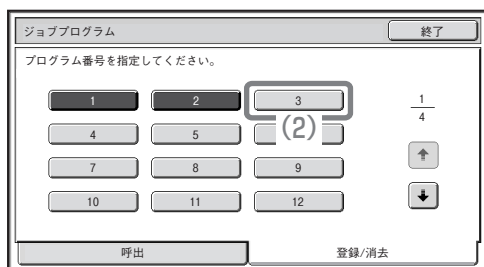 ジョブプログラム 終了
プログラム番号を指定してください。
1 2 3 1
4
4 5 (2)
7 8 9
10 11 12
呼出 登録/消去